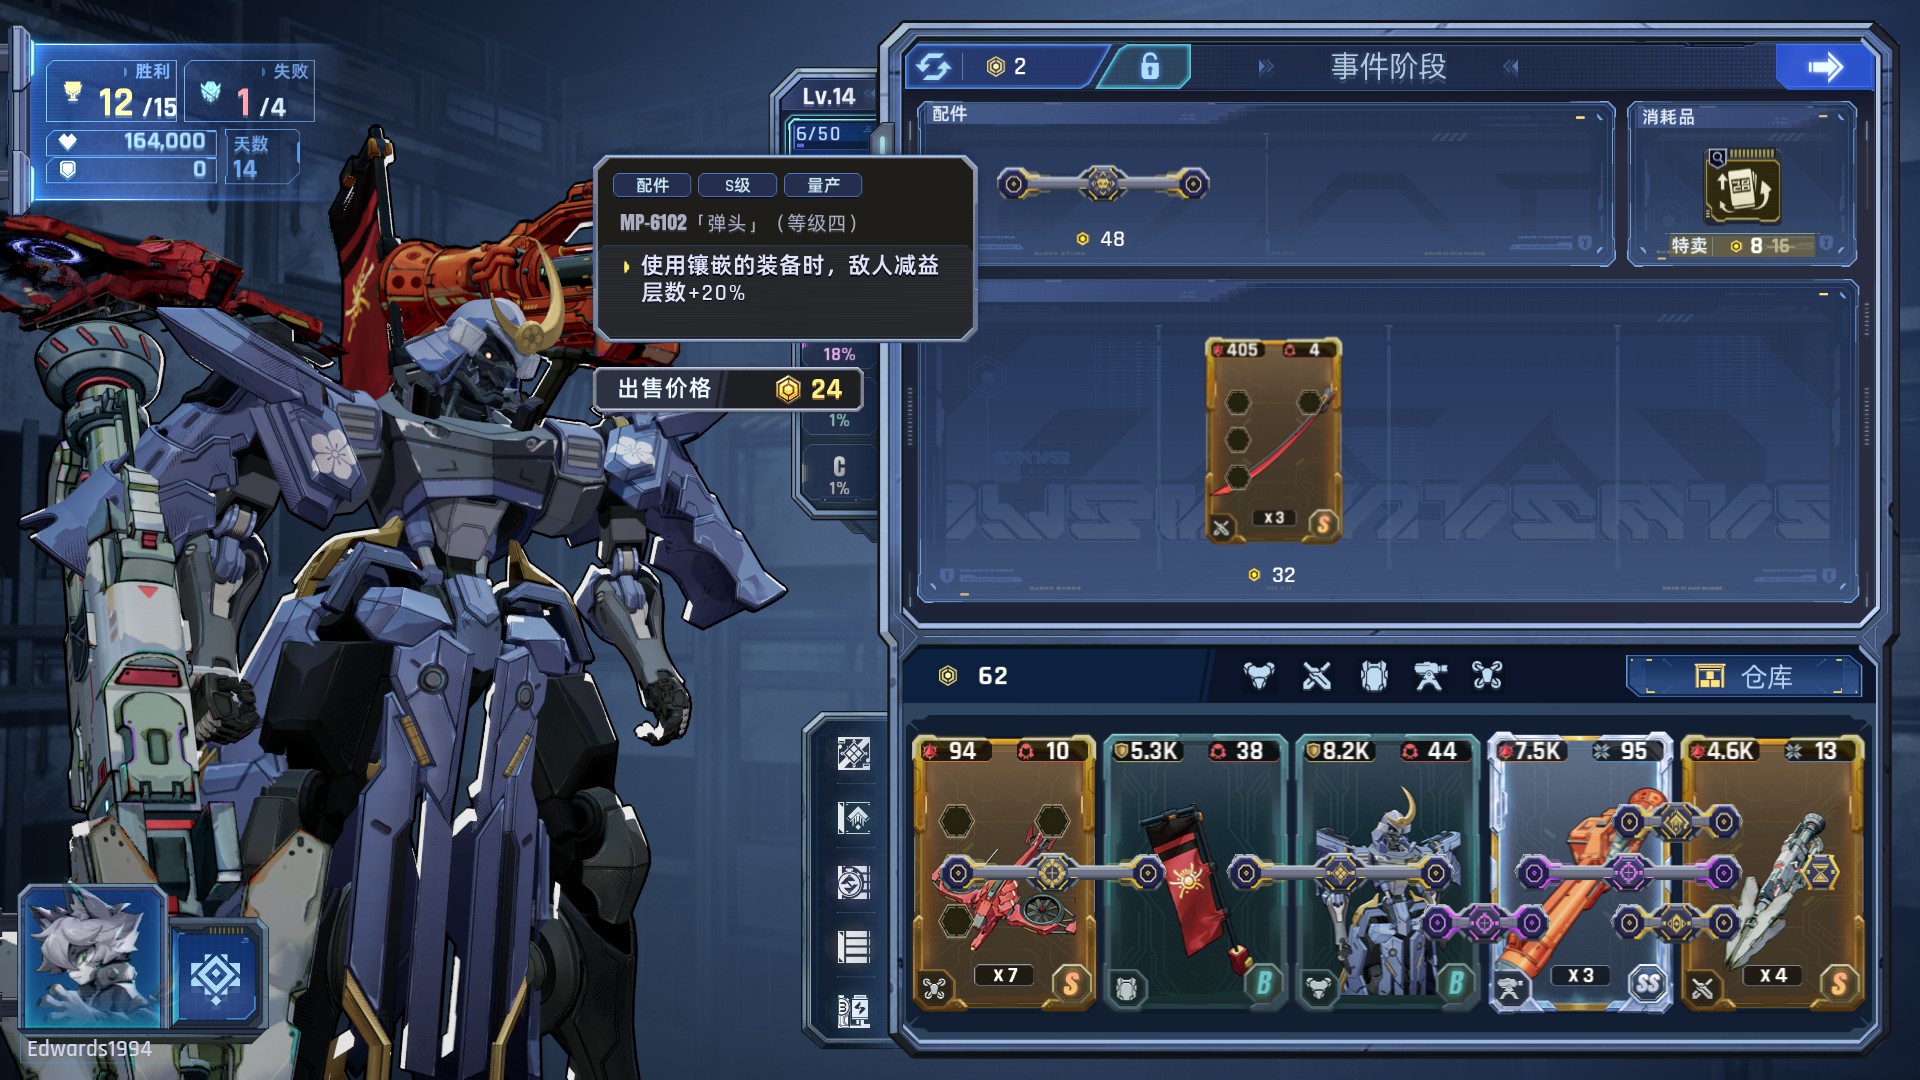 胜利
12 /15
失败
1 /4
164,000
0
天数
14
Lv.14
6/50
2
事件阶段
配件
48
消耗品
特卖 8 16
配件 S级 量产
MP-6102「弹头」（等级四）
使用镶嵌的装备时，敌人减益
层数+20%
出售价格 24
18%
1%
C
1%
405 4
x3 S
32
62
仓库
94 10
5.3K 38
8.2K 44
7.5K 95
4.6K 13
x7 S
B
B
x3 SS
x4 S
Edwards1994